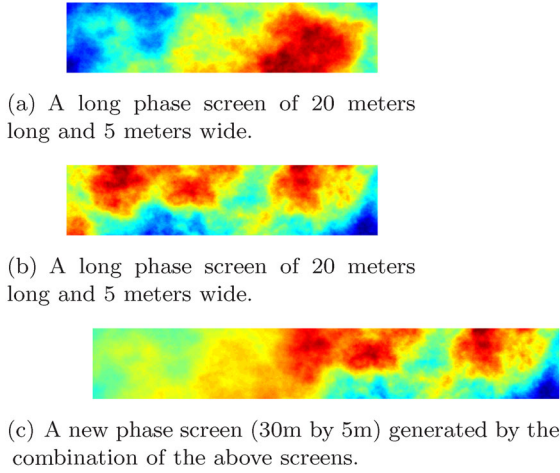 (a) A long phase screen of 20 meters
long and 5 meters wide.
(b) A long phase screen of 20 meters
long and 5 meters wide.
(c) A new phase screen (30m by 5m) generated by the
combination of the above screens.